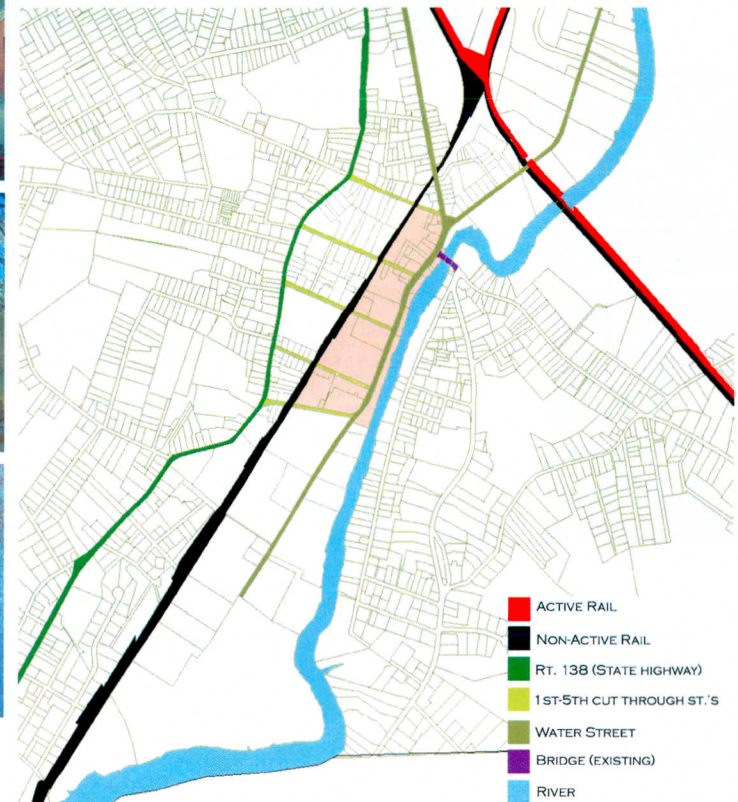 ACTIVE RAIL
NON-ACTIVE RAIL
RT. 138 (STATE HIGHWAY)
1ST-5TH CUT THROUGH ST.'S
WATER STREET
BRIDGE (EXISTING)
RIVER